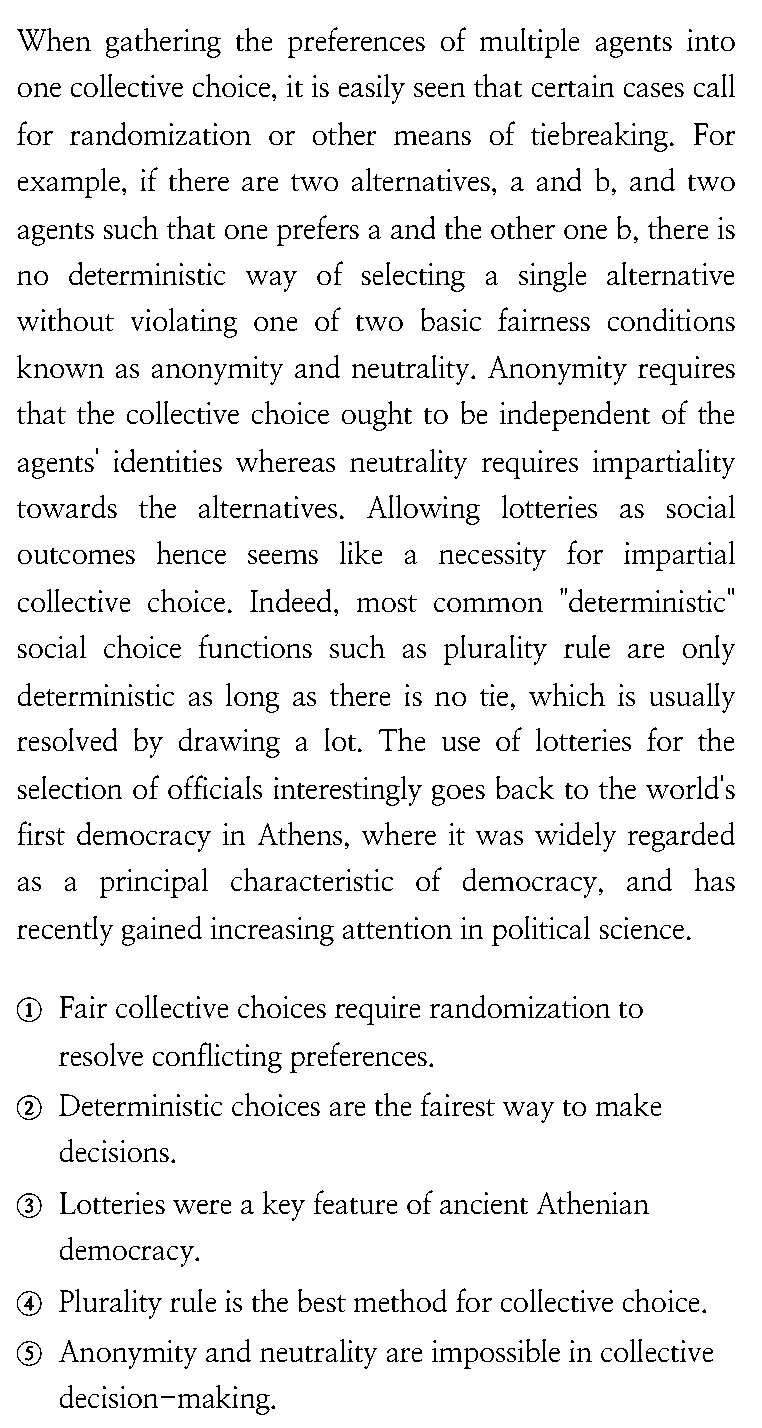 When gathering the preferences of multiple agents into
one collective choice, it is easily seen that certain cases call
for randomization or other means of tiebreaking. For
example, if there are two alternatives, a and b, and two
agents such that one prefers a and the other one b, there is
no deterministic way of selecting a single alternative
without violating one of two basic fairness conditions
known as anonymity and neutrality. Anonymity requires
that the collective choice ought to be independent of the
agents' identities whereas neutrality requires impartiality
towards the alternatives. Allowing lotteries as social
outcomes hence seems like a necessity for impartial
collective choice. Indeed, most common "deterministic"
social choice functions such as plurality rule are only
deterministic as long as there is no tie, which is usually
resolved by drawing a lot. The use of lotteries for the
selection of officials interestingly goes back to the world's
first democracy in Athens, where it was widely regarded
as a principal characteristic of democracy, and has
recently gained increasing attention in political science.
① Fair collective choices require randomization to
resolve conflicting preferences.
② Deterministic choices are the fairest way to make
decisions.
③ Lotteries were a key feature of ancient Athenian
democracy.
④ Plurality rule is the best method for collective choice.
⑤ Anonymity and neutrality are impossible in collective
decision-making.